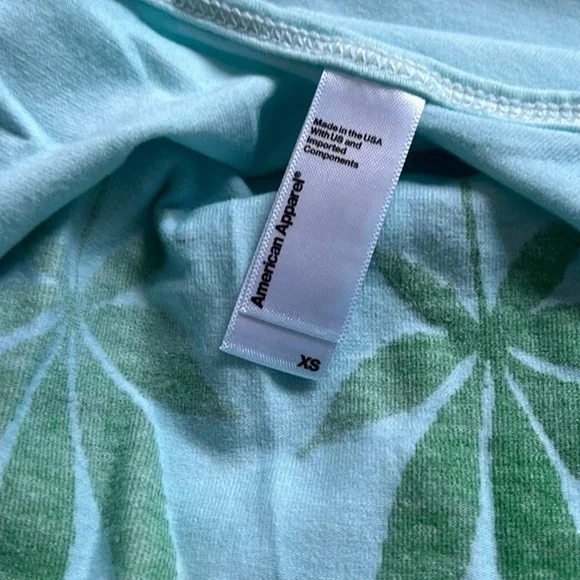 Made in the USA
With US and
Imported
Components
American Apparel®
XS